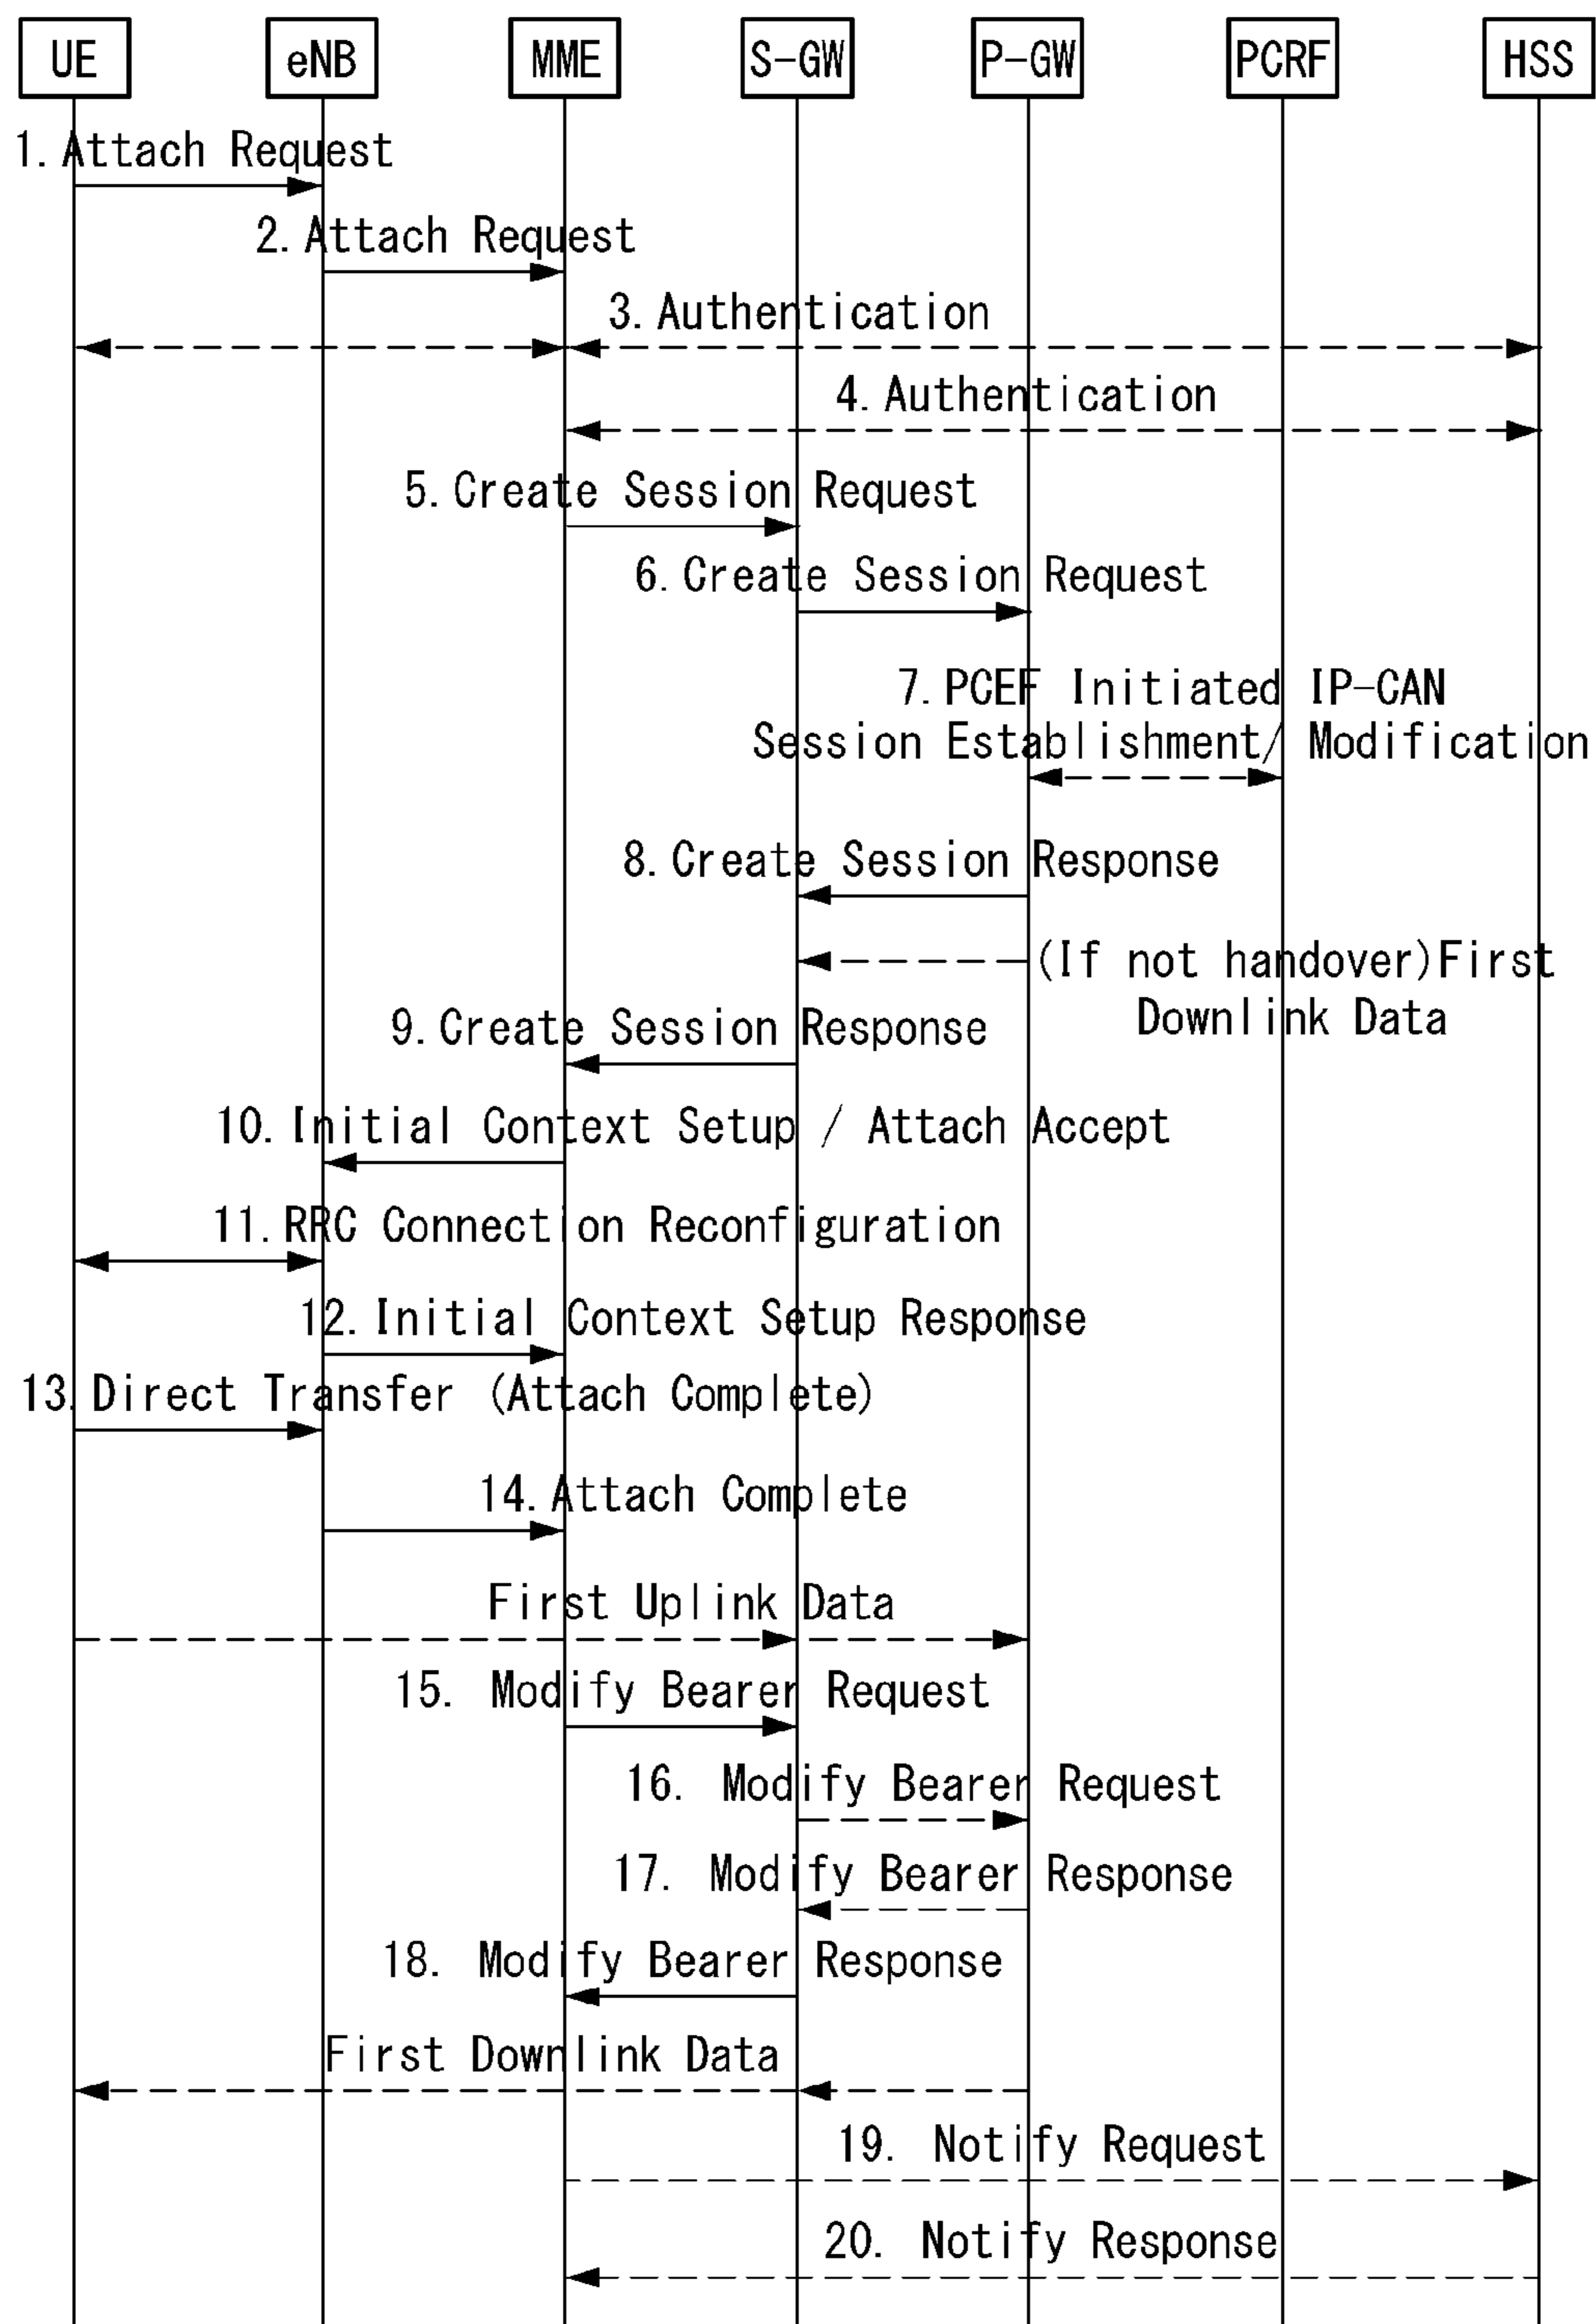 UE eNB MME S-GW P-GW PCRF HSS
1. Attach Request
2. Attach Request
3. Authentication
4. Authentication
5. Create Session Request
6. Create Session Request
7. PCEF Initiated IP-CAN
Session Establishment/ Modification
8. Create Session Response
(If not handover)First
Downlink Data
9. Create Session Response
10. Initial Context Setup / Attach Accept
11. RRC Connection Reconfiguration
12. Initial Context Setup Response
13. Direct Transfer (Attach Complete)
14. Attach Complete
First Uplink Data
15. Modify Bearer Request
16. Modify Bearer Request
17. Modify Bearer Response
18. Modify Bearer Response
First Downlink Data
19. Notify Request
20. Notify Response